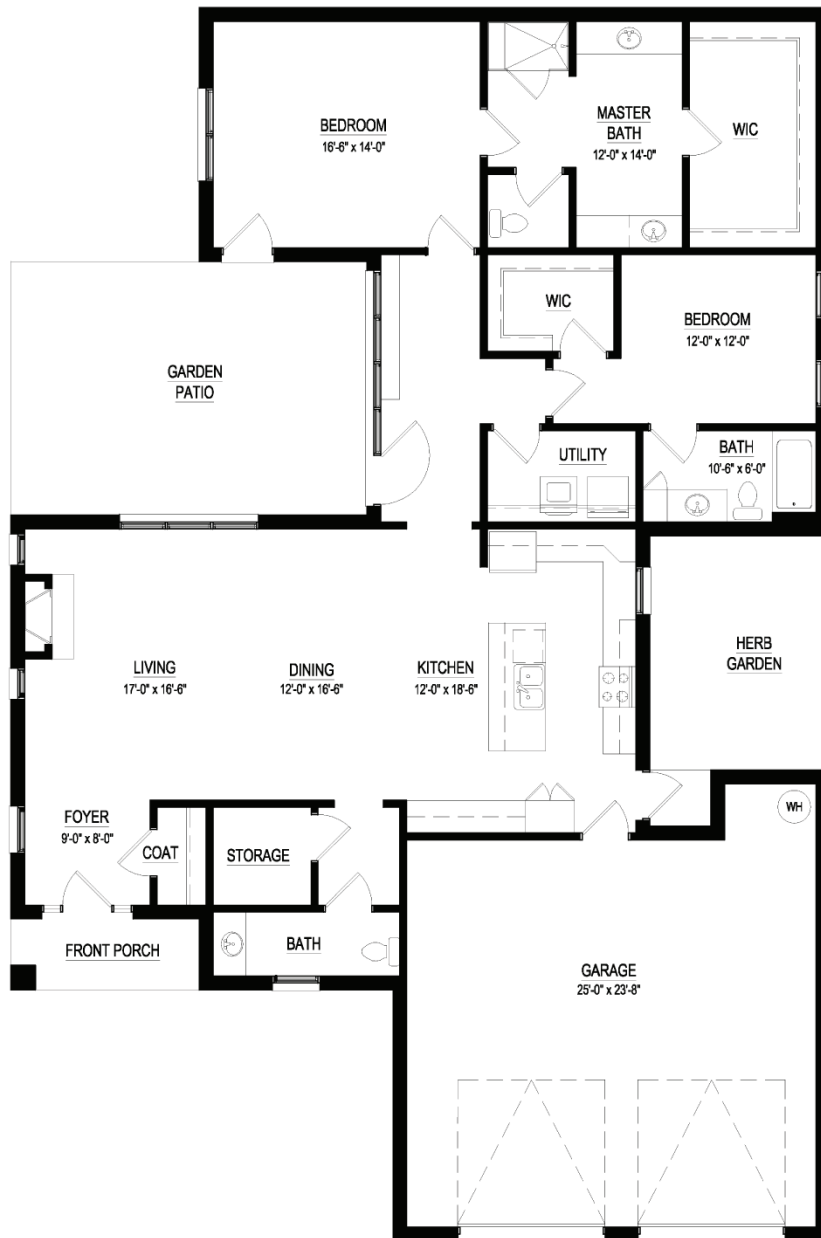 BEDROOM
16'-6" x 14'-0"
MASTER
BATH
12'-0" x 14'-0"
WIC
WIC
BEDROOM
12'-0" x 12'-0"
GARDEN
PATIO
UTILITY
BATH
10'-6" x 6'-0"
LIVING
17'-0" x 16'-6"
DINING
12'-0" x 16'-6"
KITCHEN
12'-0" x 18'-6"
HERB
GARDEN
FOYER
9'-0" x 8'-0"
COAT
STORAGE
WH
FRONT PORCH
BATH
GARAGE
25'-0" x 23'-8"